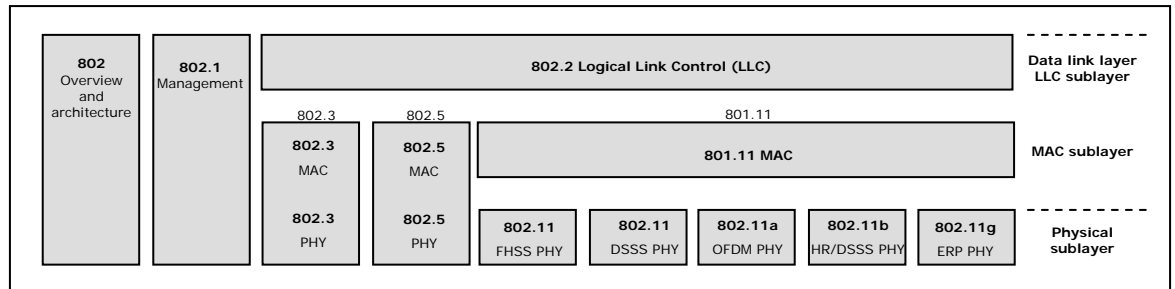 802
Overview
and
architecture
802.1
Management
802.2 Logical Link Control (LLC)
Data link layer
LLC sublayer
802.3
802.5
801.11
802.3
MAC
802.5
MAC
801.11 MAC
MAC sublayer
802.3
PHY
802.5
PHY
802.11
FHSS PHY
802.11
DSSS PHY
802.11a
OFDM PHY
802.11b
HR/DSSS PHY
802.11g
ERP PHY
Physical
sublayer